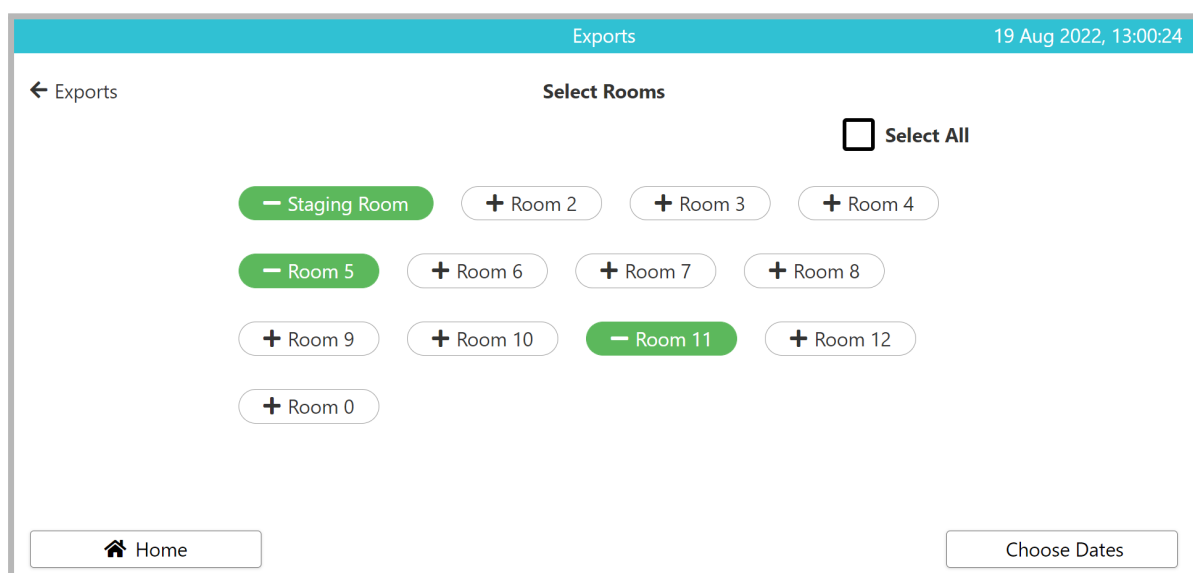 Exports 19 Aug 2022, 13:00:24
Exports Select Rooms
Select All
Staging Room Room 2 Room 3 Room 4
Room 5 Room 6 Room 7 Room 8
Room 9 Room 10 Room 11 Room 12
Room 0
Home Choose Dates